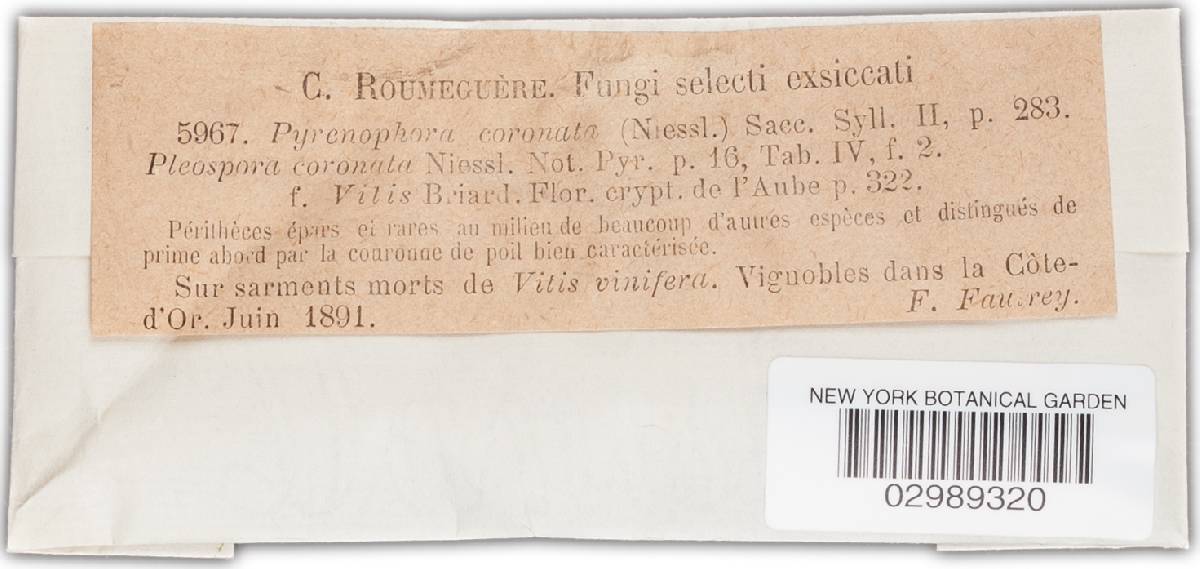 C. ROUMEGUÈRE. Fungi selecti exsiccati
5967. Pyrenophora coronata (Niessl.) Sacc. Syll. II, p. 283.
Pleospora coronata Niessl. Not. Pyr. p. 16, Tab. IV, f. 2.
f. Vitis Briard. Flor. crypt. de l'Aube p. 322.
Périthèces épars et rares au milieu de beaucoup d'autres espèces et distingués de
prime abord par la couronne de poil bien caractérisée.
Sur sarments morts de Vitis vinifera. Vignobles dans la Côte-
d'Or. Juin 1891.
F. Fautrey.
NEW YORK BOTANICAL GARDEN
02989320